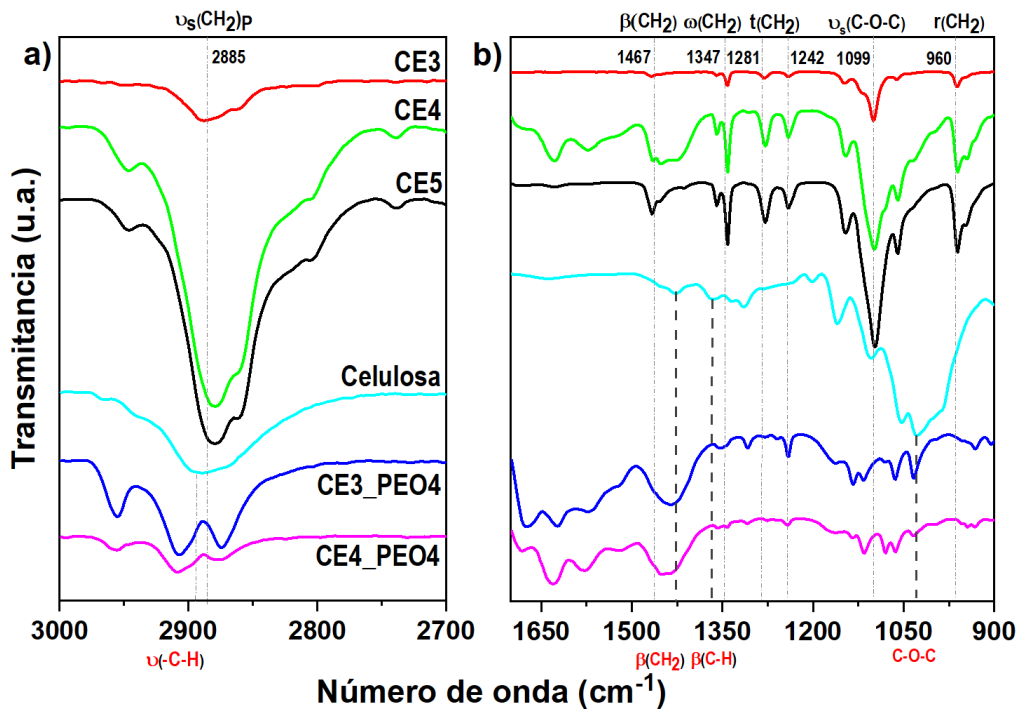 a)
υs(CH2)P
2885
CE3
CE4
CE5
Celulosa
CE3_PEO4
CE4_PEO4
3000 2900 2800 2700
υ(-C-H)
b)
β(CH2) ω(CH2) t(CH2) υs(C-O-C) r(CH2)
1467 1347 1281 1242 1099 960
1650 1500 1350 1200 1050 900
β(CH2) β(C-H) C-O-C
Transmitancia (u.a.)
Número de onda (cm-1)